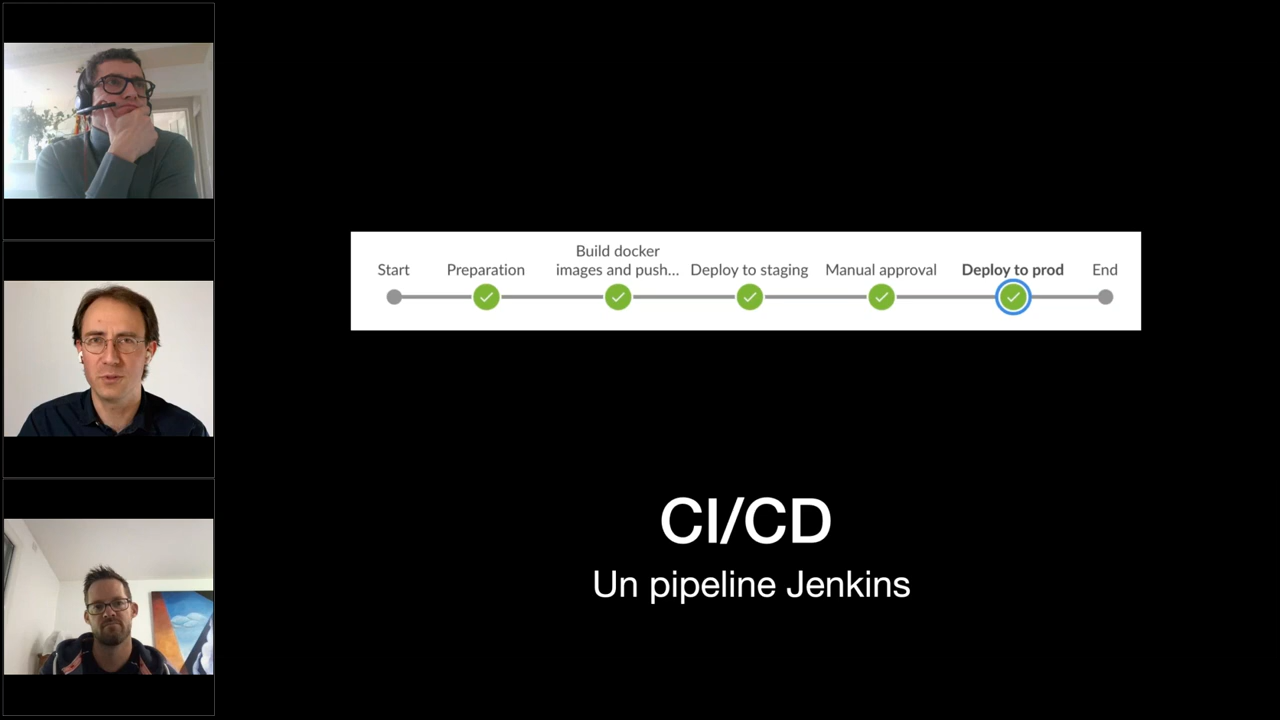 Start
Preparation
Build docker
images and push...
Deploy to staging
Manual approval
Deploy to prod
End
CI/CD
Un pipeline Jenkins